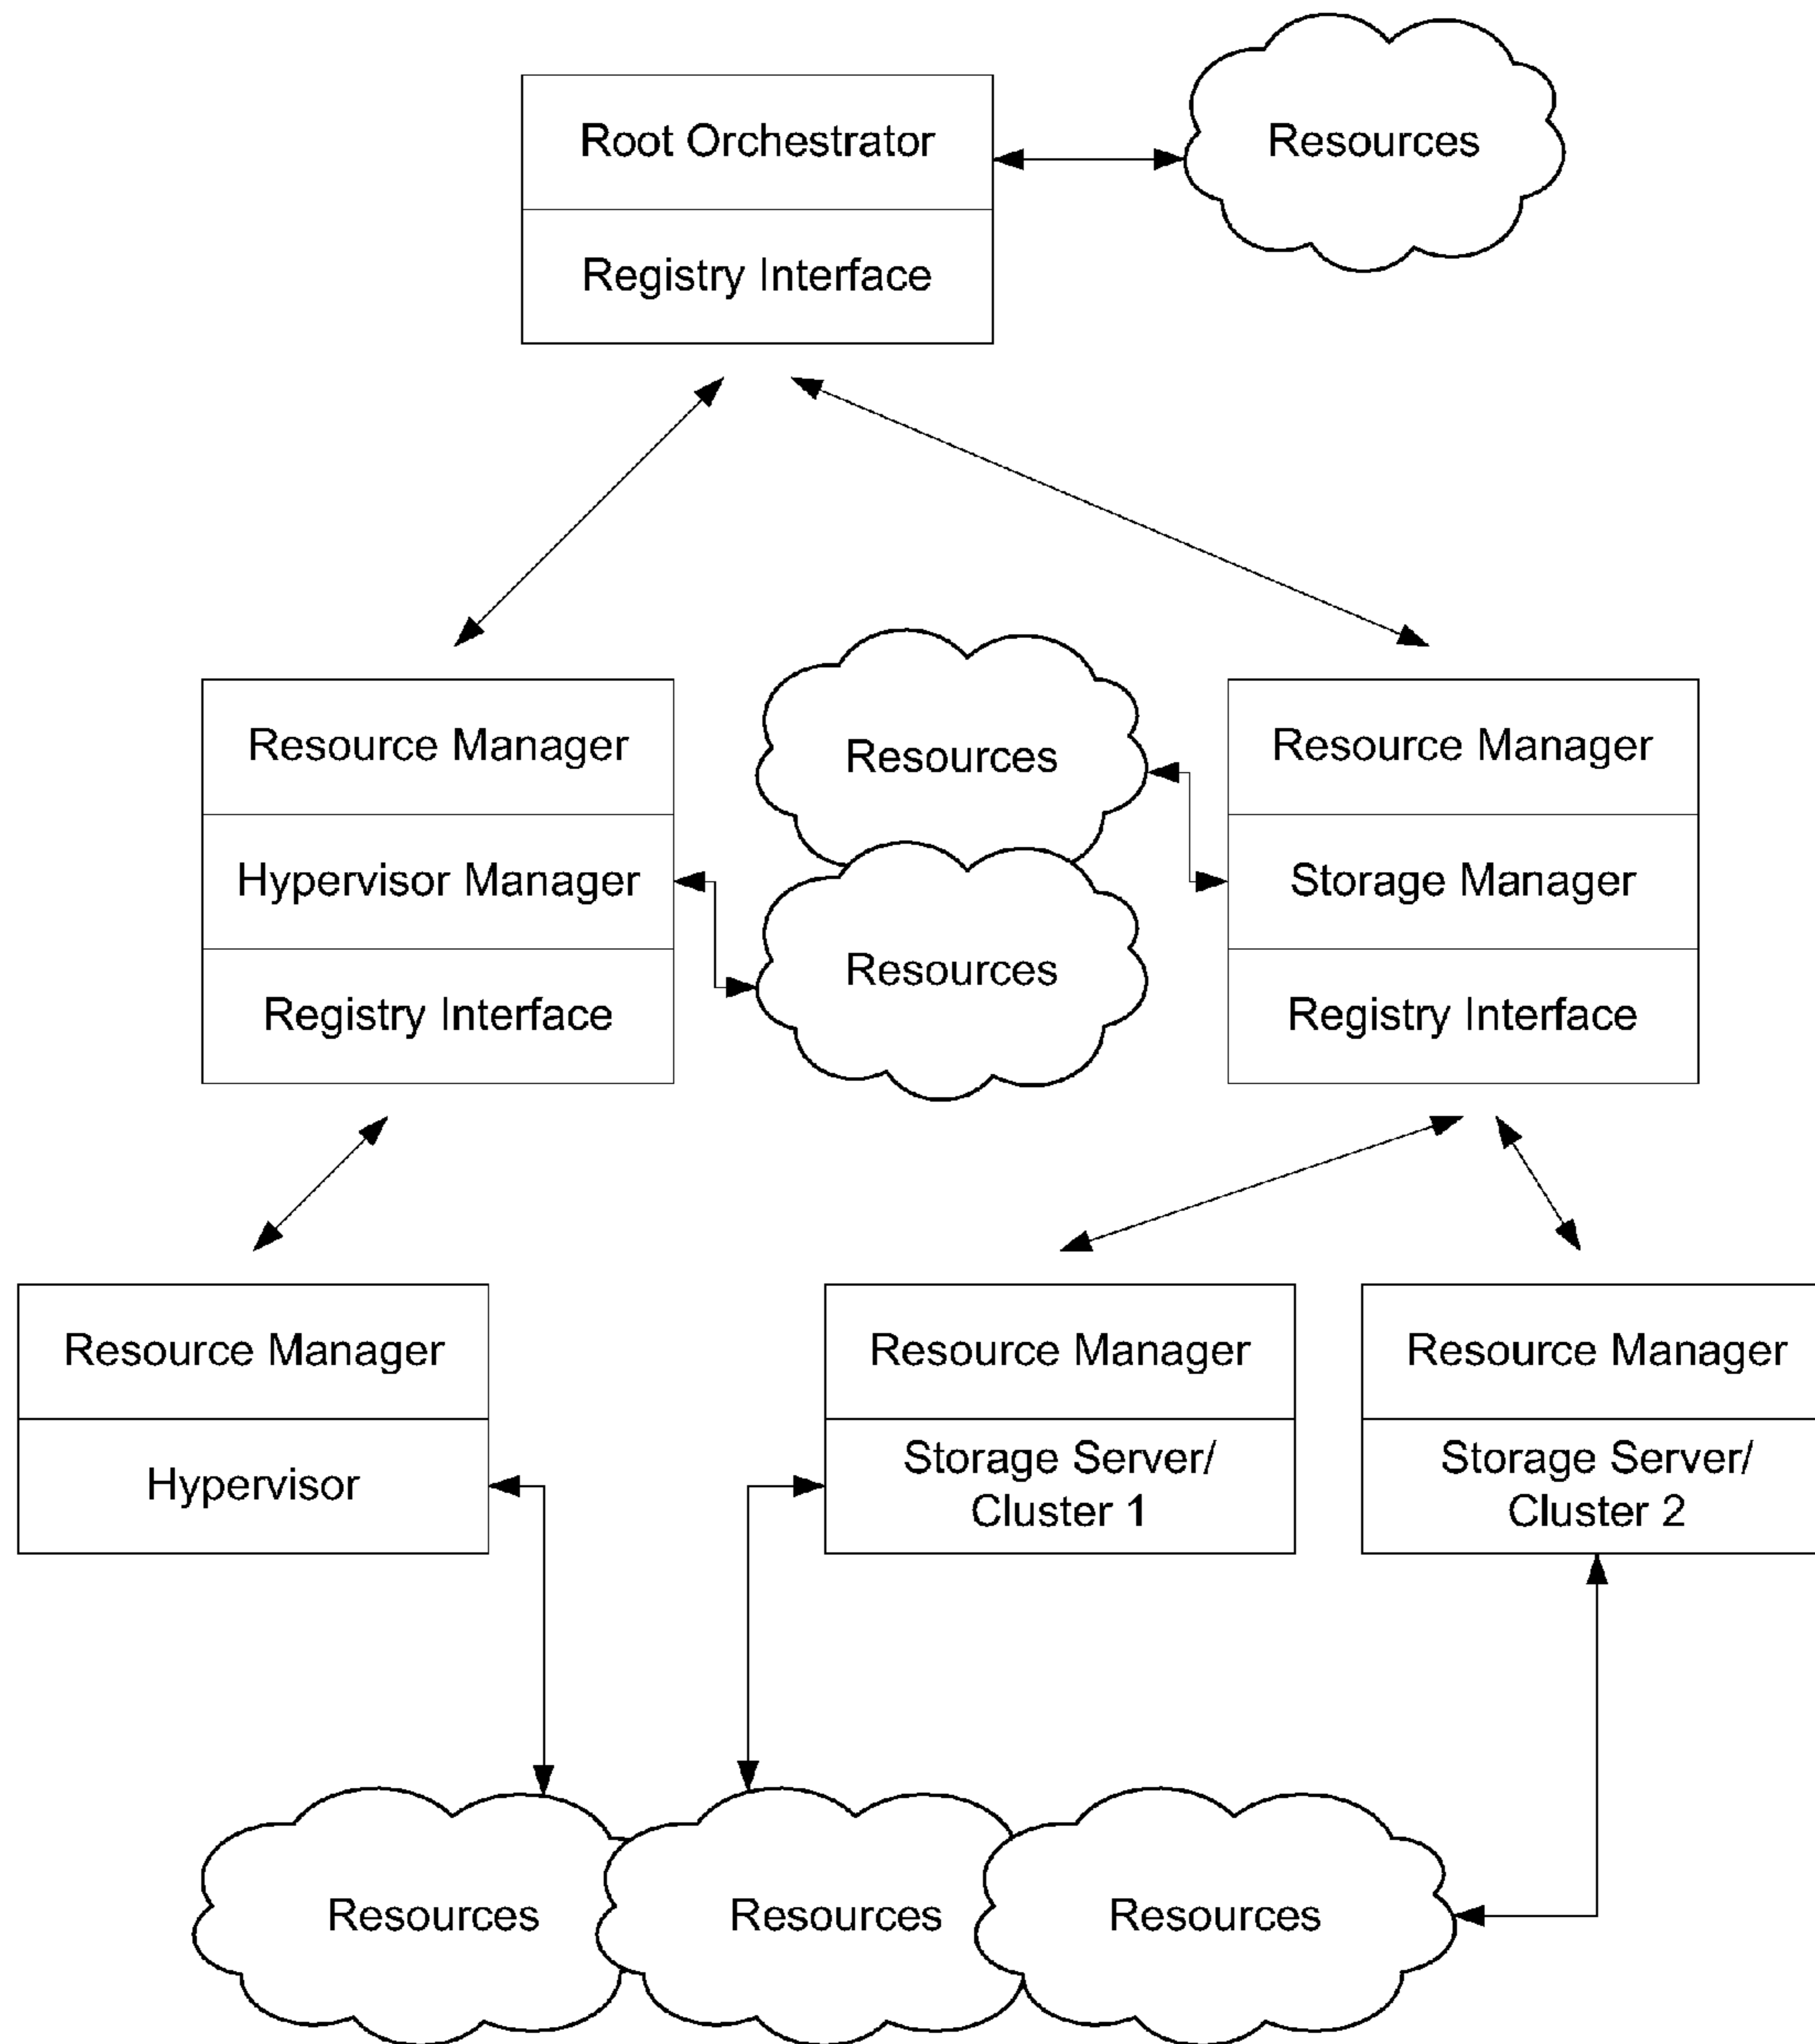 Root Orchestrator
Registry Interface
Resources
Resource Manager
Hypervisor Manager
Registry Interface
Resources
Resources
Resource Manager
Storage Manager
Registry Interface
Resource Manager
Hypervisor
Resource Manager
Storage Server/
Cluster 1
Resource Manager
Storage Server/
Cluster 2
Resources
Resources
Resources